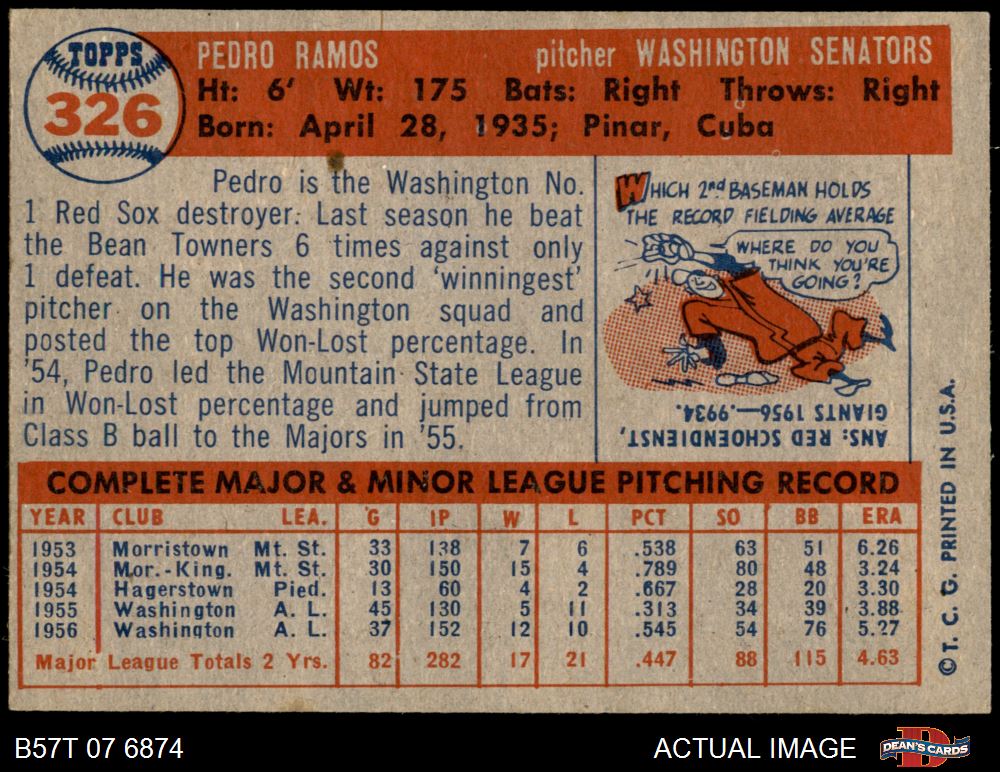 TOPPS
326
PEDRO RAMOS pitcher WASHINGTON SENATORS
Ht: 6' Wt: 175 Bats: Right Throws: Right
Born: April 28, 1935; Pinar, Cuba
Pedro is the Washington No.
1 Red Sox destroyer. Last season he beat
the Bean Towners 6 times against only
1 defeat. He was the second 'winningest'
pitcher on the Washington squad and
posted the top Won-Lost percentage. In
'54, Pedro led the Mountain State League
in Won-Lost percentage and jumped from
Class B ball to the Majors in '55.
WHICH 2nd BASEMAN HOLDS
THE RECORD FIELDING AVERAGE
WHERE DO YOU
THINK YOU'RE
GOING?
ANS: RED SCHOENDIENST,
GIANTS 1956—.9934.
COMPLETE MAJOR & MINOR LEAGUE PITCHING RECORD
YEAR CLUB LEA. G IP W L PCT SO BB ERA
1953 Morristown Mt. St. 33 138 7 6 .538 63 51 6.26
1954 Mor.-King. Mt. St. 30 150 15 4 .789 80 48 3.24
1954 Hagerstown Pied. 13 60 4 2 .667 28 20 3.30
1955 Washington A. L. 45 130 5 11 .313 34 39 3.88
1956 Washington A. L. 37 152 12 10 .545 54 76 5.27
Major League Totals 2 Yrs. 82 282 17 21 .447 88 115 4.63
©T. C. G. PRINTED IN U.S.A.
B57T 07 6874
ACTUAL IMAGE
DEAN'S CARDS